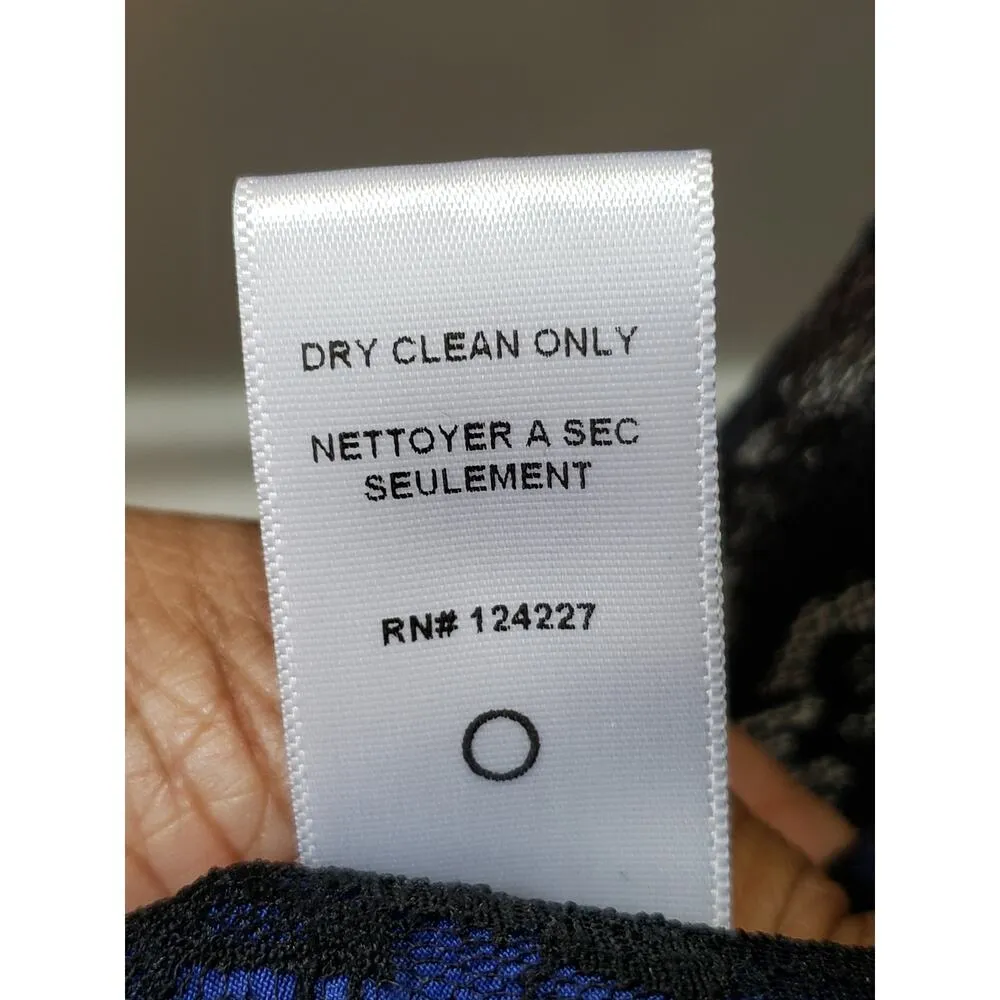 DRY CLEAN ONLY
NETTOYER A SEC
SEULEMENT
RN# 124227